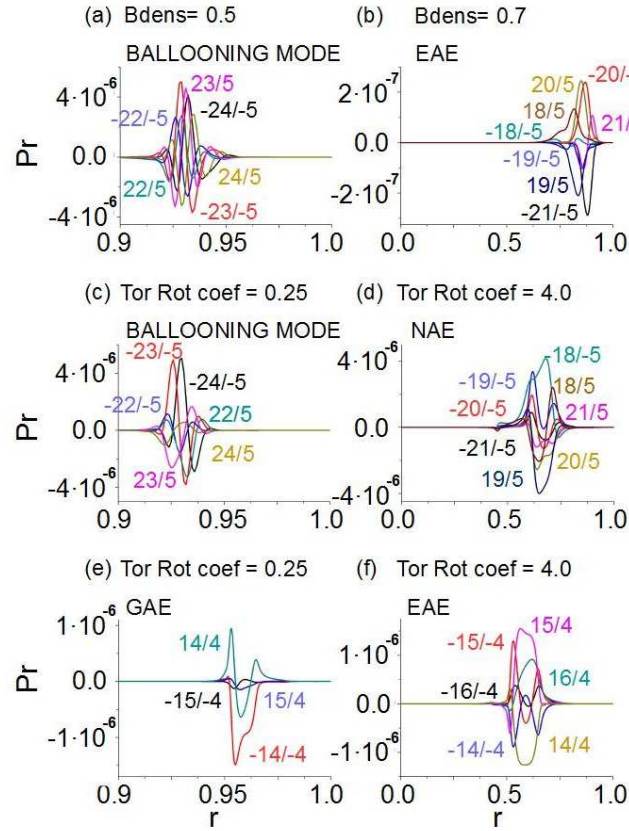 (a) Bdens= 0.5
(b) Bdens= 0.7
BALLOONING MODE
EAE
4·10⁻⁶
23/5
-22/-5
-24/-5
Pr
0.0
22/5
24/5
-23/-5
-4·10⁻⁶
0.9 0.95 1.0
2·10⁻⁷
20/5
-20/-
18/5
21/
-18/-5
0.0
-19/-5
19/5
-2·10⁻⁷
-21/-5
0.0 0.5 1.0
(c) Tor Rot coef = 0.25
(d) Tor Rot coef = 4.0
BALLOONING MODE
NAE
-23/-5
4·10⁻⁶
-24/-5
-22/-5
22/5
Pr
0.0
24/5
23/5
-4·10⁻⁶
0.9 0.95 1.0
4·10⁻⁶
-18/-5
-19/-5
18/5
-20/-5
21/5
0.0
-21/-5
20/5
19/5
-4·10⁻⁶
0.0 0.5 1.0
(e) Tor Rot coef = 0.25
(f) Tor Rot coef = 4.0
GAE
EAE
1·10⁻⁶
14/4
Pr
0.0
-15/-4
15/4
-1·10⁻⁶
-14/-4
0.9 0.95 1.0
r
15/4
-15/-4
1·10⁻⁶
16/4
-16/-4
0.0
-1·10⁻⁶
-14/-4
14/4
0.0 0.5 1.0
r